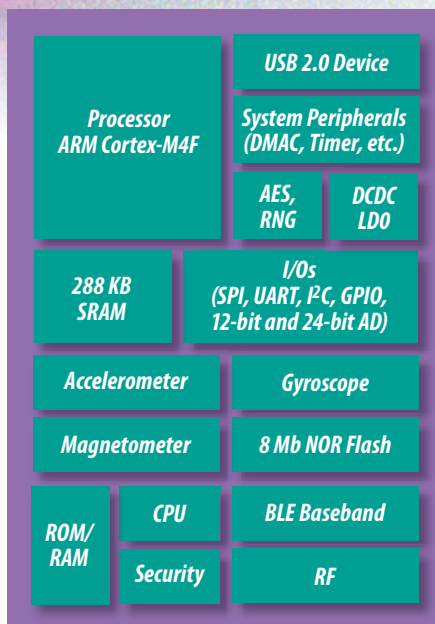 Processor
ARM Cortex-M4F
USB 2.0 Device
System Peripherals
(DMAC, Timer, etc.)
AES,
RNG
DCDC
LDO
288 KB
SRAM
I/Os
(SPI, UART, I²C, GPIO,
12-bit and 24-bit AD)
Accelerometer
Gyroscope
Magnetometer
8 Mb NOR Flash
ROM/
RAM
CPU
BLE Baseband
Security
RF